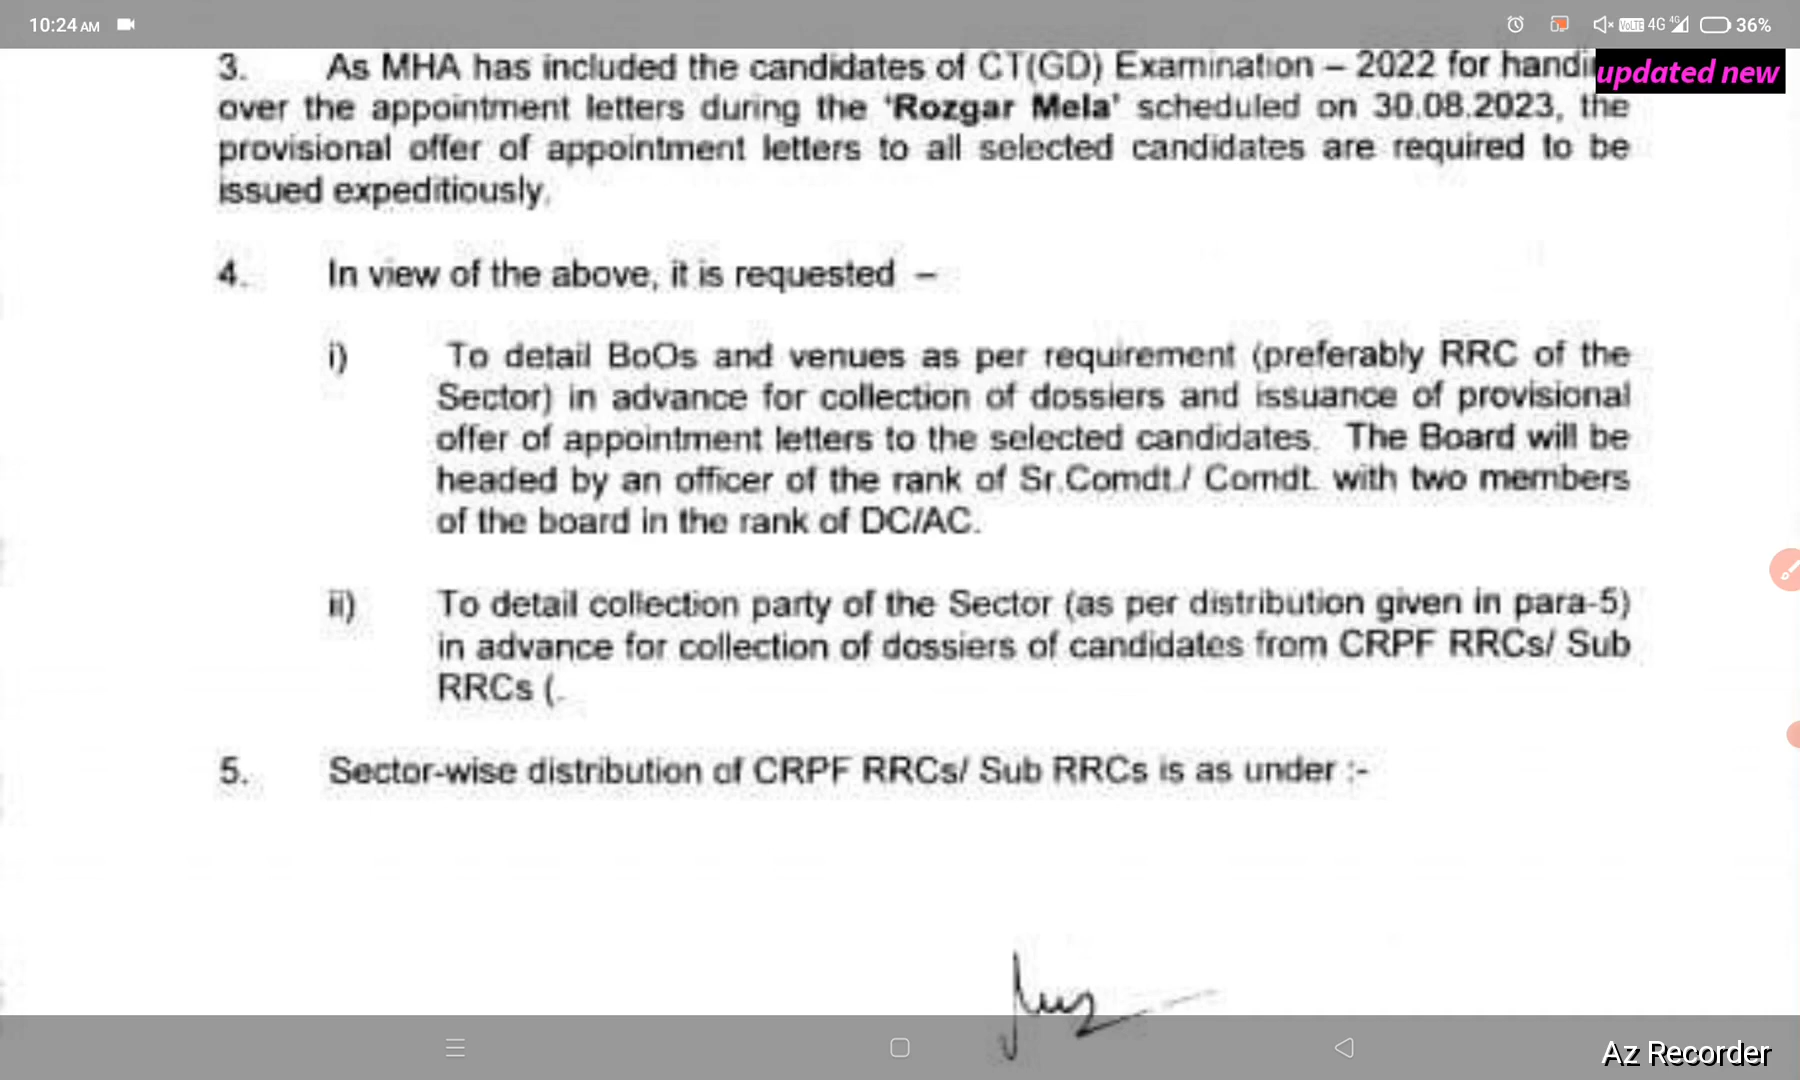 10:24 AM
4G 4G 36%
updated new
3. As MHA has included the candidates of CT(GD) Examination – 2022 for handi
over the appointment letters during the ‘Rozgar Mela’ scheduled on 30.08.2023, the
provisional offer of appointment letters to all selected candidates are required to be
issued expeditiously.
4. In view of the above, it is requested –
i) To detail BoOs and venues as per requirement (preferably RRC of the
Sector) in advance for collection of dossiers and issuance of provisional
offer of appointment letters to the selected candidates. The Board will be
headed by an officer of the rank of Sr.Comdt./ Comdt. with two members
of the board in the rank of DC/AC.
ii) To detail collection party of the Sector (as per distribution given in para-5)
in advance for collection of dossiers of candidates from CRPF RRCs/ Sub
RRCs (.
5. Sector-wise distribution of CRPF RRCs/ Sub RRCs is as under :-
Az Recorder